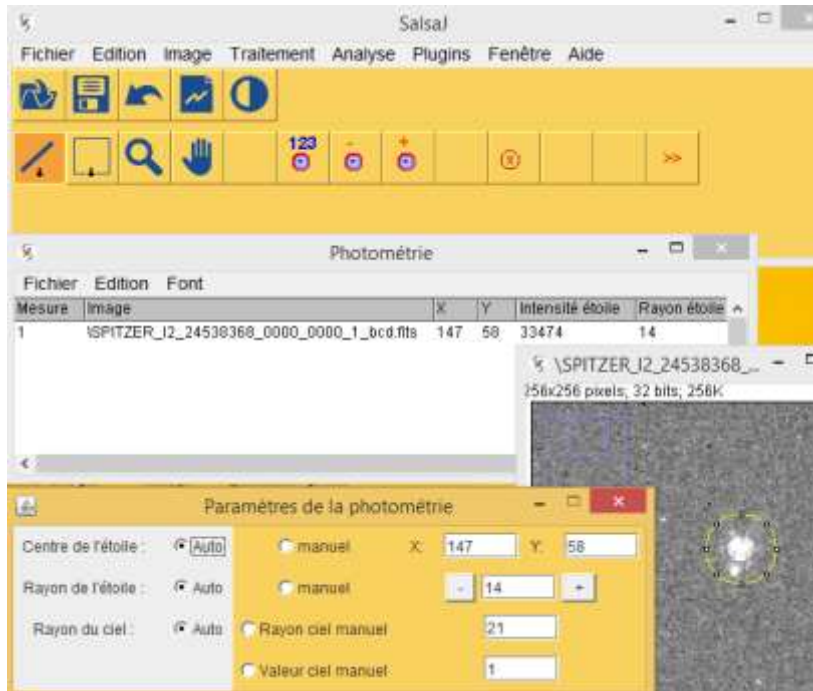 SalsaJ
Fichier Edition Image Traitement Analyse Plugins Fenêtre Aide
123
- +
>>
Photométrie
Fichier Edition Font
Mesure Image X Y Intensité étoile Rayon étoile
1 \SPITZER_I2_24538368_0000_0000_1_bcd.fits 147 58 33474 14
\SPITZER_I2_24538368_...
256x256 pixels; 32 bits; 256K
Paramètres de la photométrie
Centre de l'étoile : Auto manuel X: 147 Y: 58
Rayon de l'étoile : Auto manuel - 14 +
Rayon du ciel : Auto Rayon ciel manuel 21
Valeur ciel manuel 1